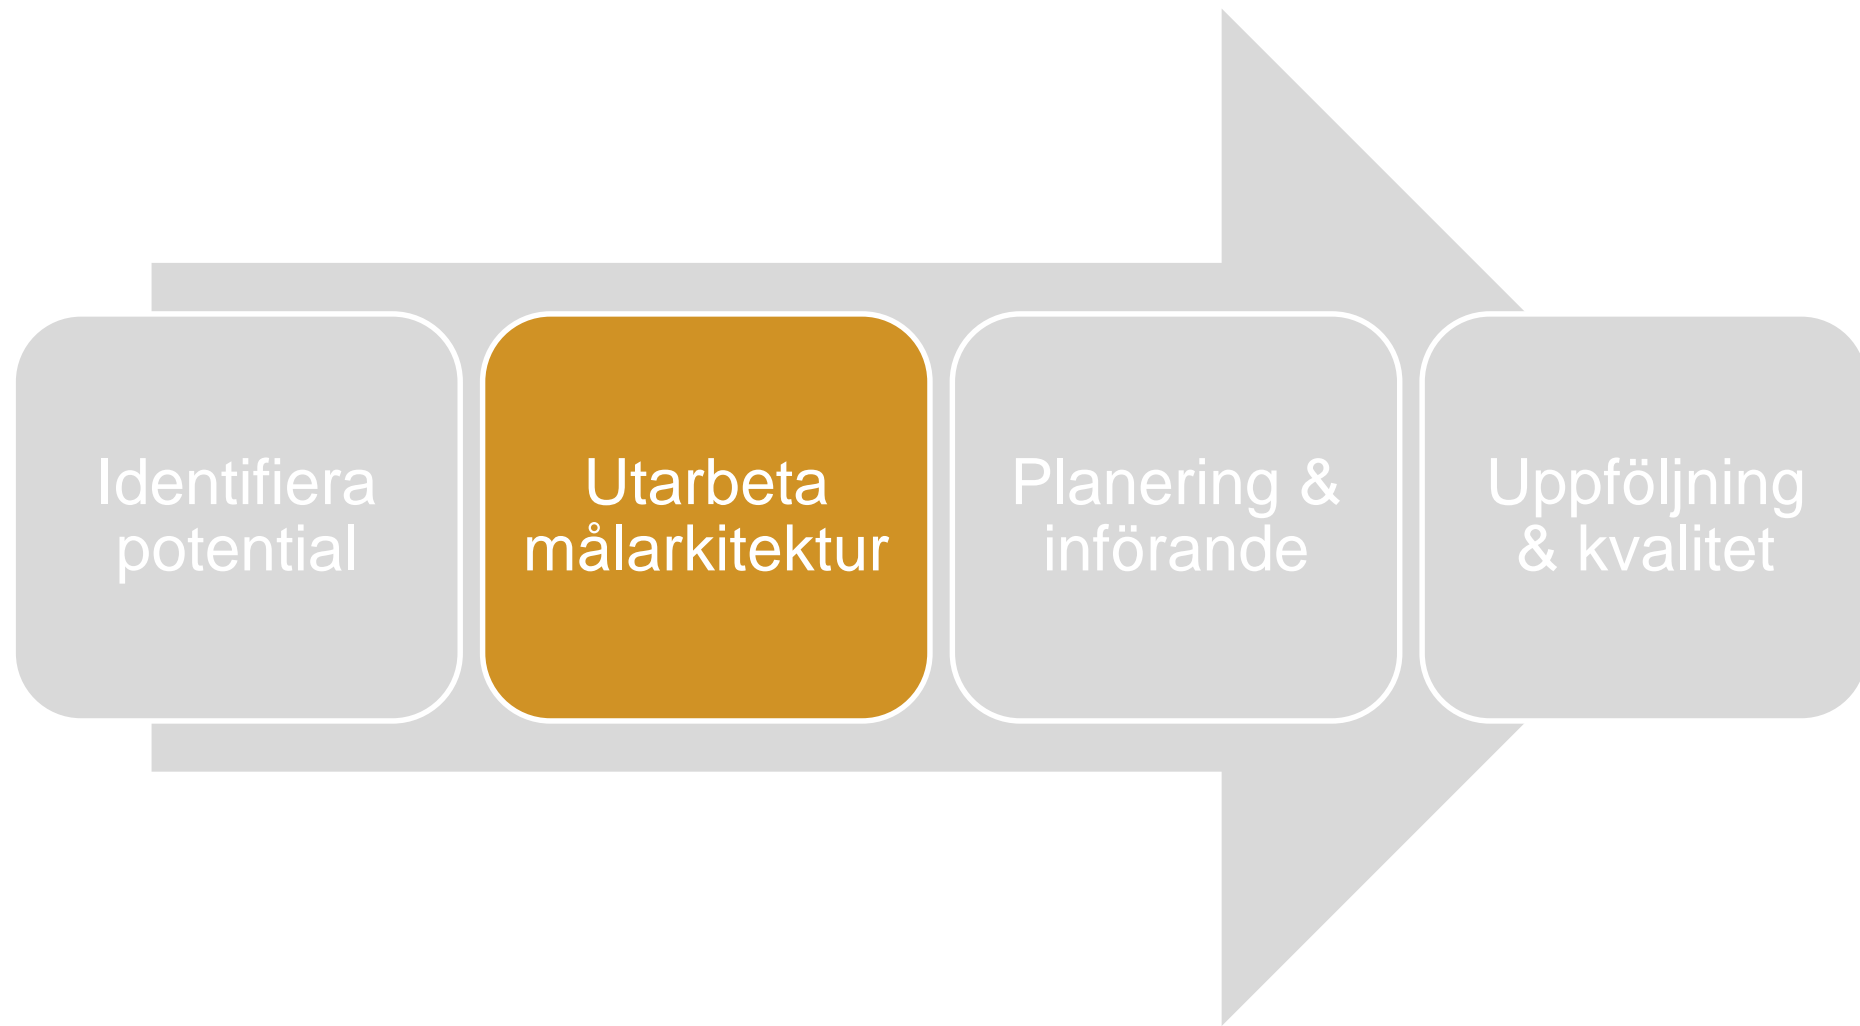 Identifiera
potential
Utarbeta
målarkitektur
Planering &
införande
Uppföljning
& kvalitet